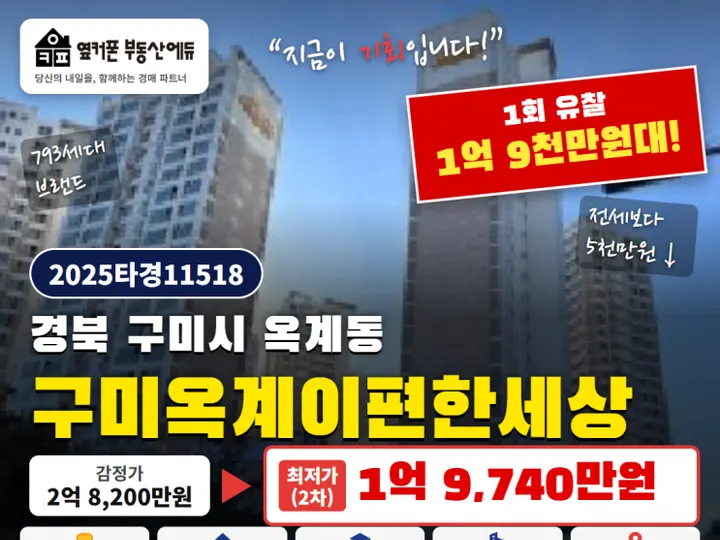 옆커폰 부동산에듀
당신의 내일을, 함께하는 경매 파트너
“지금이 기회입니다!”
1회 유찰
1억 9천만원대!
793세대
브랜드
전세보다
5천만원 ↓
2025타경11518
경북 구미시 옥계동
구미옥계이편한세상
감정가
2억 8,200만원
최저가
(2차)
1억 9,740만원